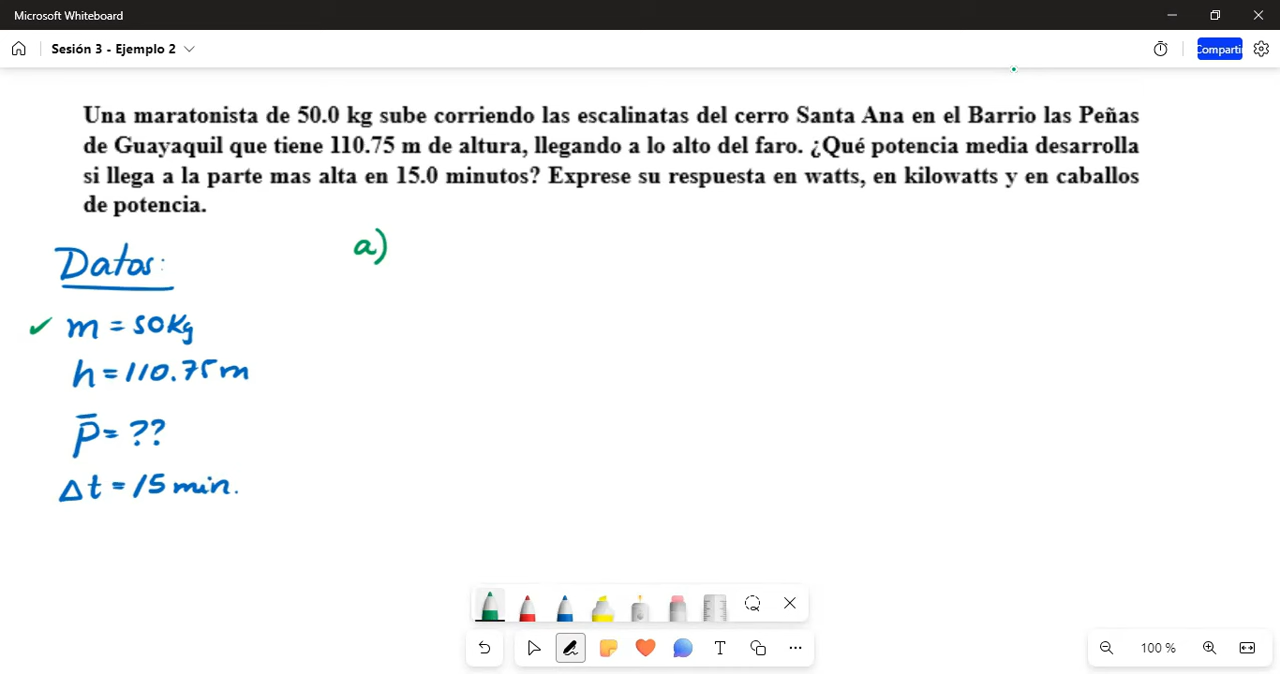 Microsoft Whiteboard
Sesión 3 - Ejemplo 2
Comparti
Una maratonista de 50.0 kg sube corriendo las escalinatas del cerro Santa Ana en el Barrio las Peñas
de Guayaquil que tiene 110.75 m de altura, llegando a lo alto del faro. ¿Qué potencia media desarrolla
si llega a la parte mas alta en 15.0 minutos? Exprese su respuesta en watts, en kilowatts y en caballos
de potencia.
a)
Datos:
✓ m = 50Kg
h = 110.75 m
p̅ = ??
Δt = 15 min.
T
100 %